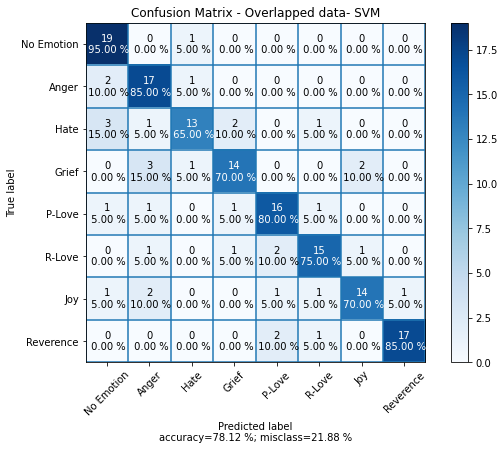 Confusion Matrix - Overlapped data- SVM
No Emotion 19 0 1 0 0 0 0 0
95.00 % 0.00 % 5.00 % 0.00 % 0.00 % 0.00 % 0.00 % 0.00 %
Anger 2 17 1 0 0 0 0 0
10.00 % 85.00 % 5.00 % 0.00 % 0.00 % 0.00 % 0.00 % 0.00 %
Hate 3 1 13 2 0 1 0 0
15.00 % 5.00 % 65.00 % 10.00 % 0.00 % 5.00 % 0.00 % 0.00 %
Grief 0 3 1 14 0 0 2 0
0.00 % 15.00 % 5.00 % 70.00 % 0.00 % 0.00 % 10.00 % 0.00 %
P-Love 1 1 0 1 16 1 0 0
5.00 % 5.00 % 0.00 % 5.00 % 80.00 % 5.00 % 0.00 % 0.00 %
R-Love 0 1 0 1 2 15 1 0
0.00 % 5.00 % 0.00 % 5.00 % 10.00 % 75.00 % 5.00 % 0.00 %
Joy 1 2 0 0 1 1 14 1
5.00 % 10.00 % 0.00 % 0.00 % 5.00 % 5.00 % 70.00 % 5.00 %
Reverence 0 0 0 0 2 1 0 17
0.00 % 0.00 % 0.00 % 0.00 % 10.00 % 5.00 % 0.00 % 85.00 %
True label
No Emotion Anger Hate Grief P-Love R-Love Joy Reverence
Predicted label
accuracy=78.12 %; misclass=21.88 %
17.5
15.0
12.5
10.0
7.5
5.0
2.5
0.0